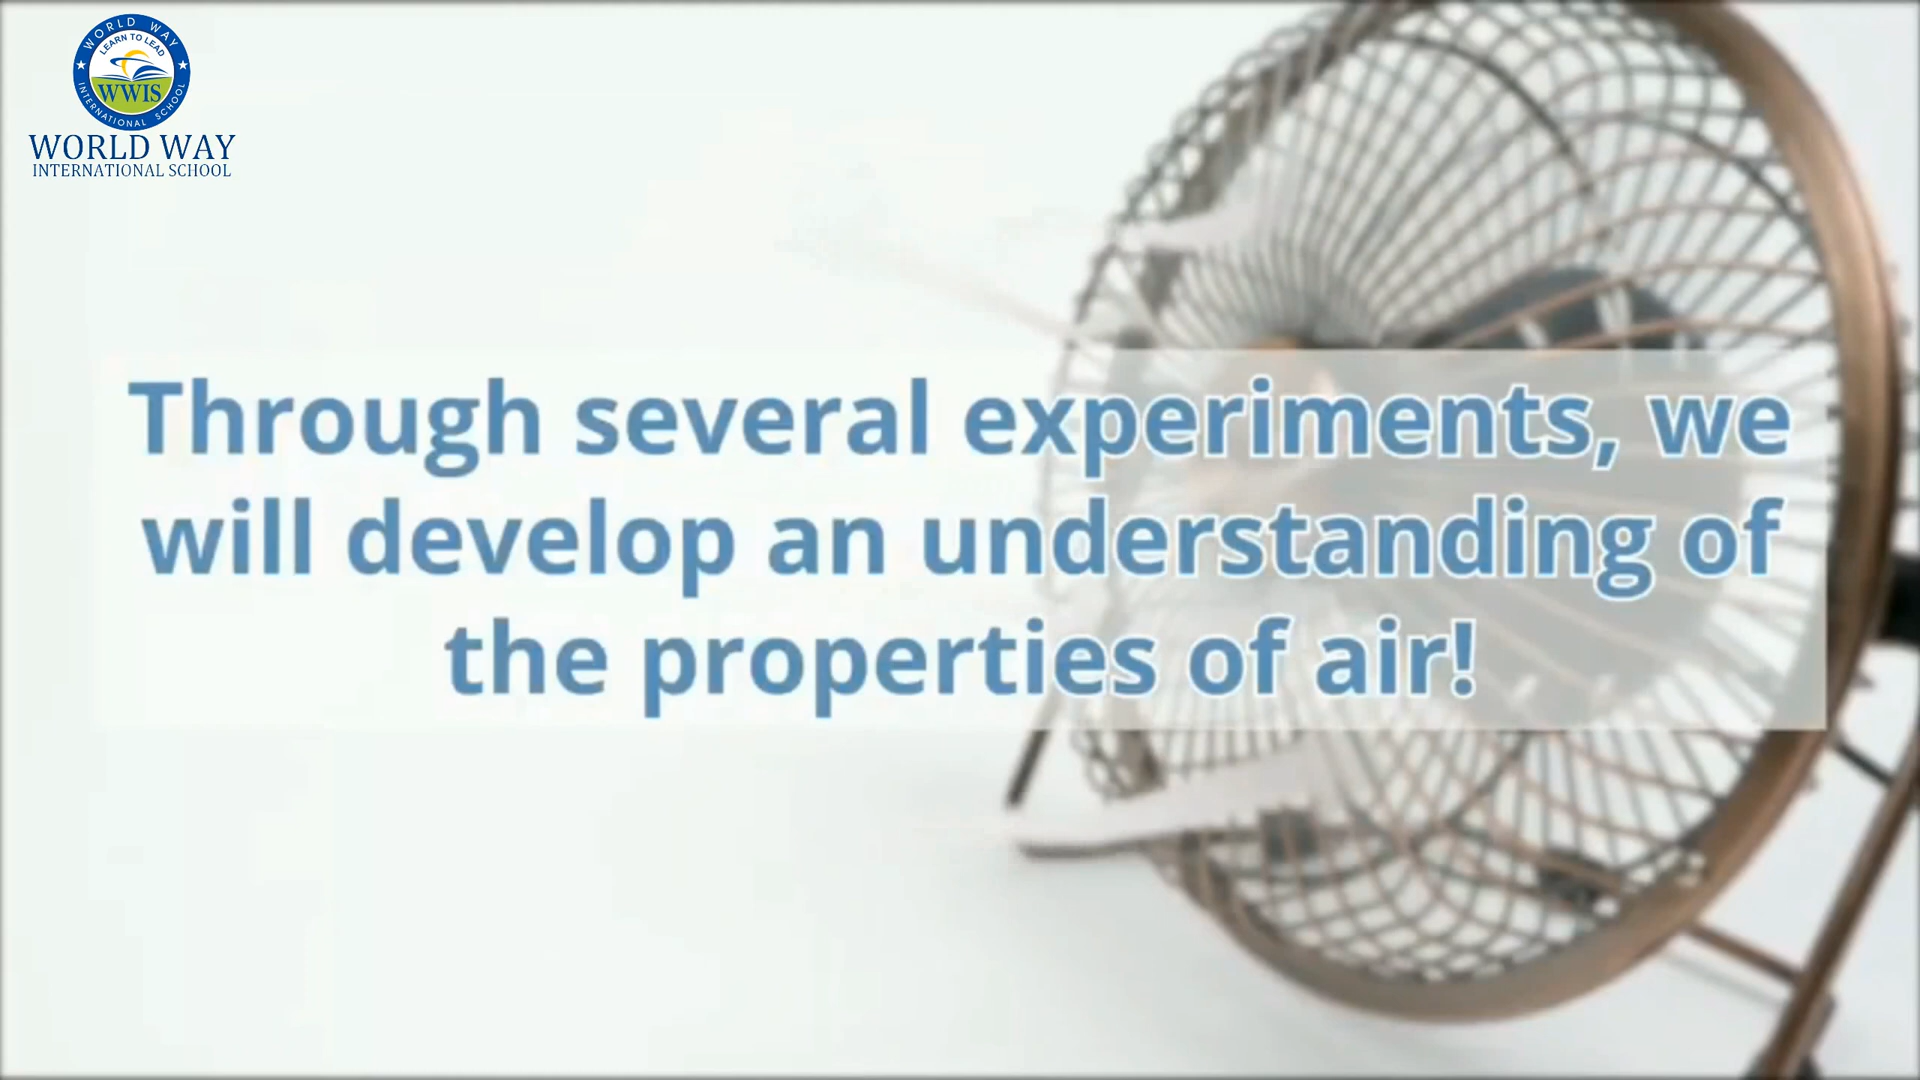 WORLD WAY
LEARN TO LEAD
WWIS
INTERNATIONAL SCHOOL
WORLD WAY
INTERNATIONAL SCHOOL
Through several experiments, we
will develop an understanding of
the properties of air!